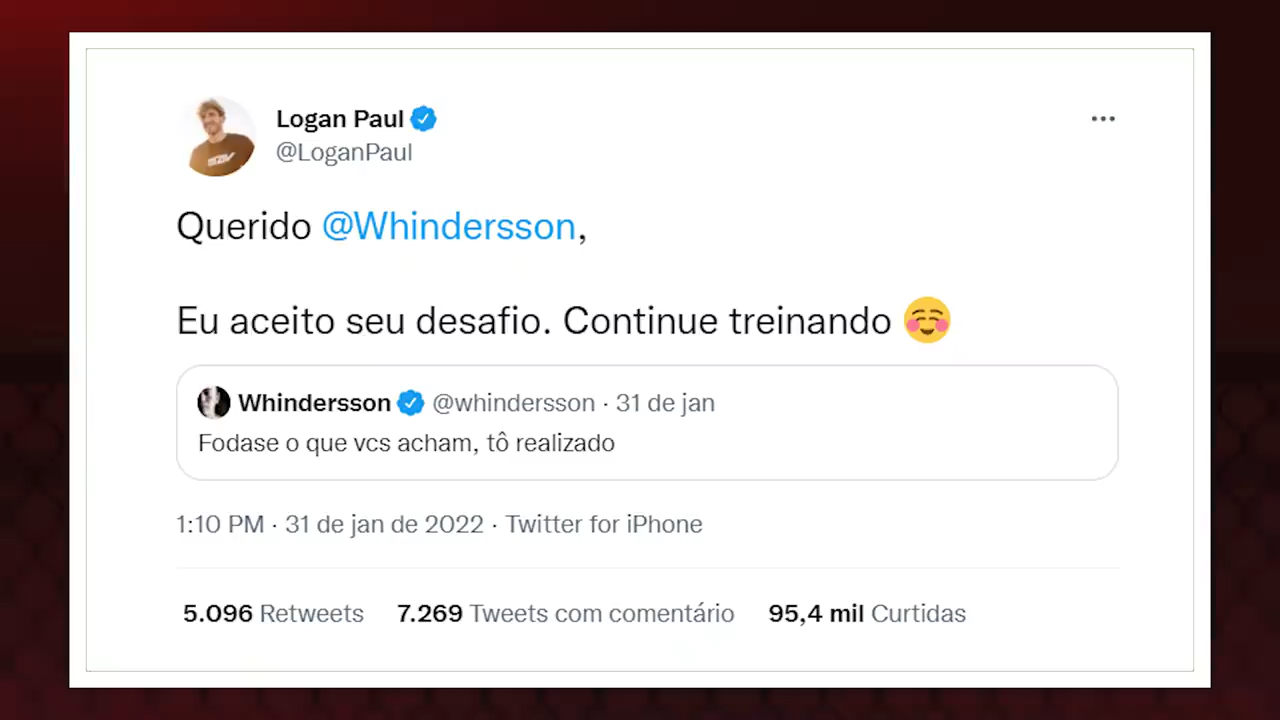 Logan Paul
@LoganPaul
Querido @Whindersson,
Eu aceito seu desafio. Continue treinando ☺️
Whindersson @whindersson · 31 de jan
Fodase o que vcs acham, tô realizado
1:10 PM · 31 de jan de 2022 · Twitter for iPhone
5.096 Retweets 7.269 Tweets com comentário 95,4 mil Curtidas